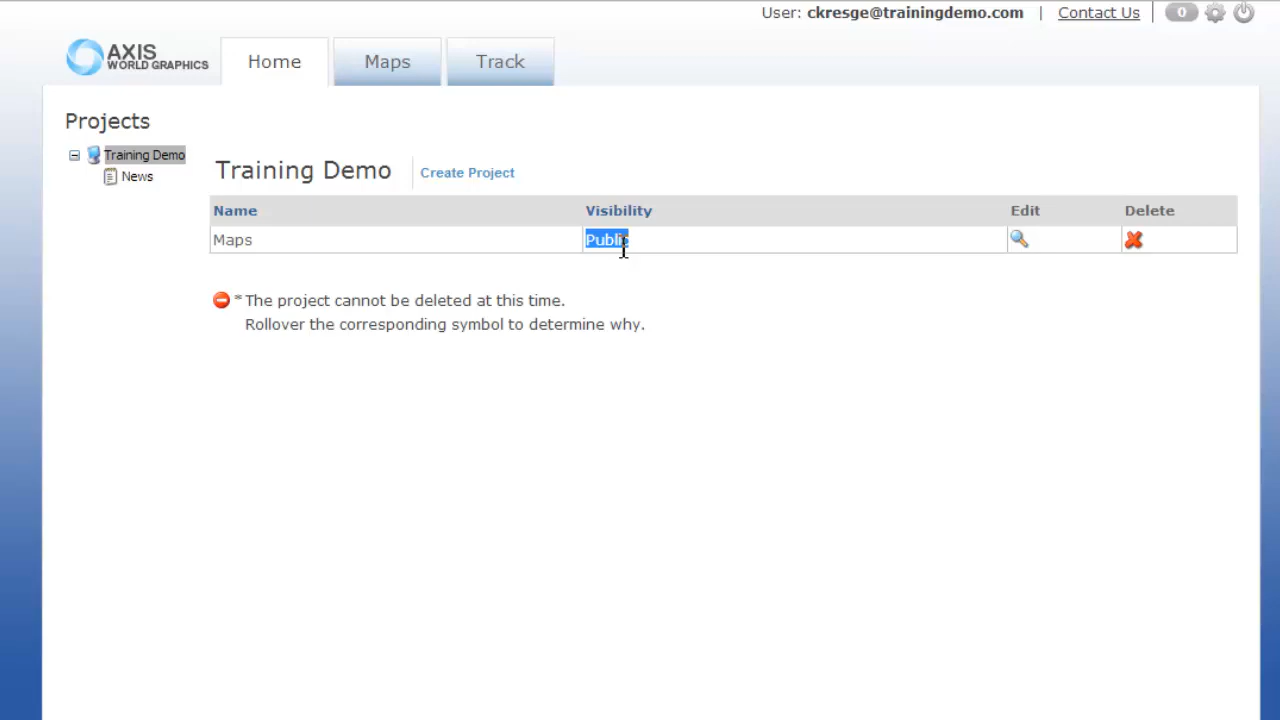 User: ckresge@trainingdemo.com | Contact Us 0
AXIS
WORLD GRAPHICS
Home
Maps
Track
Projects
Training Demo
News
Training Demo
Create Project
Name Visibility Edit Delete
Maps Public
* The project cannot be deleted at this time.
Rollover the corresponding symbol to determine why.